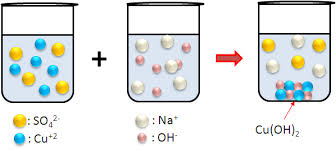 +
: SO₄²⁻
: Cu⁺²
: Na⁺
: OH⁻
Cu(OH)₂